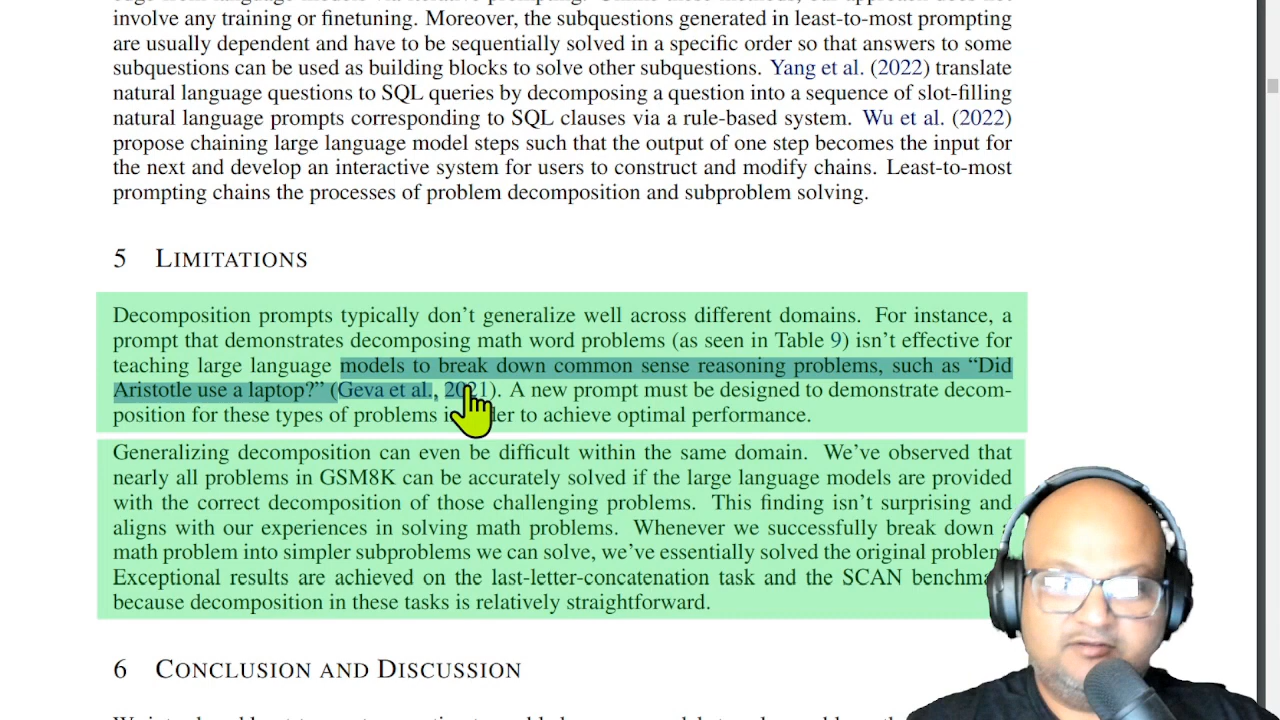 involve any training or finetuning. Moreover, the subquestions generated in least-to-most prompting
are usually dependent and have to be sequentially solved in a specific order so that answers to some
subquestions can be used as building blocks to solve other subquestions. Yang et al. (2022) translate
natural language questions to SQL queries by decomposing a question into a sequence of slot-filling
natural language prompts corresponding to SQL clauses via a rule-based system. Wu et al. (2022)
propose chaining large language model steps such that the output of one step becomes the input for
the next and develop an interactive system for users to construct and modify chains. Least-to-most
prompting chains the processes of problem decomposition and subproblem solving.
5 LIMITATIONS
Decomposition prompts typically don't generalize well across different domains. For instance, a
prompt that demonstrates decomposing math word problems (as seen in Table 9) isn't effective for
teaching large language models to break down common sense reasoning problems, such as “Did
Aristotle use a laptop?” (Geva et al., 2021). A new prompt must be designed to demonstrate decom-
position for these types of problems to achieve optimal performance.
Generalizing decomposition can even be difficult within the same domain. We've observed that
nearly all problems in GSM8K can be accurately solved if the large language models are provided
with the correct decomposition of those challenging problems. This finding isn't surprising and
aligns with our experiences in solving math problems. Whenever we successfully break down
math problem into simpler subproblems we can solve, we've essentially solved the original
Exceptional results are achieved on the last-letter-concatenation task and the SCAN
because decomposition in these tasks is relatively straightforward.
6 CONCLUSION AND DISCUSSION